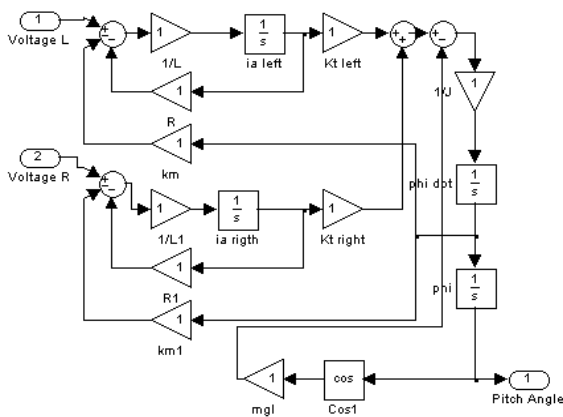 1
Voltage L
+
−
−
1
1/L
1
s
ia left
1
Kt left
+
+
+
−
1
1/J
1
R
1
km
2
Voltage R
+
−
−
1
1/L1
1
s
ia rigth
1
Kt right
phi dot
1
s
1
R1
1
km1
phi
1
s
1
mgl
cos
Cos1
1
Pitch Angle